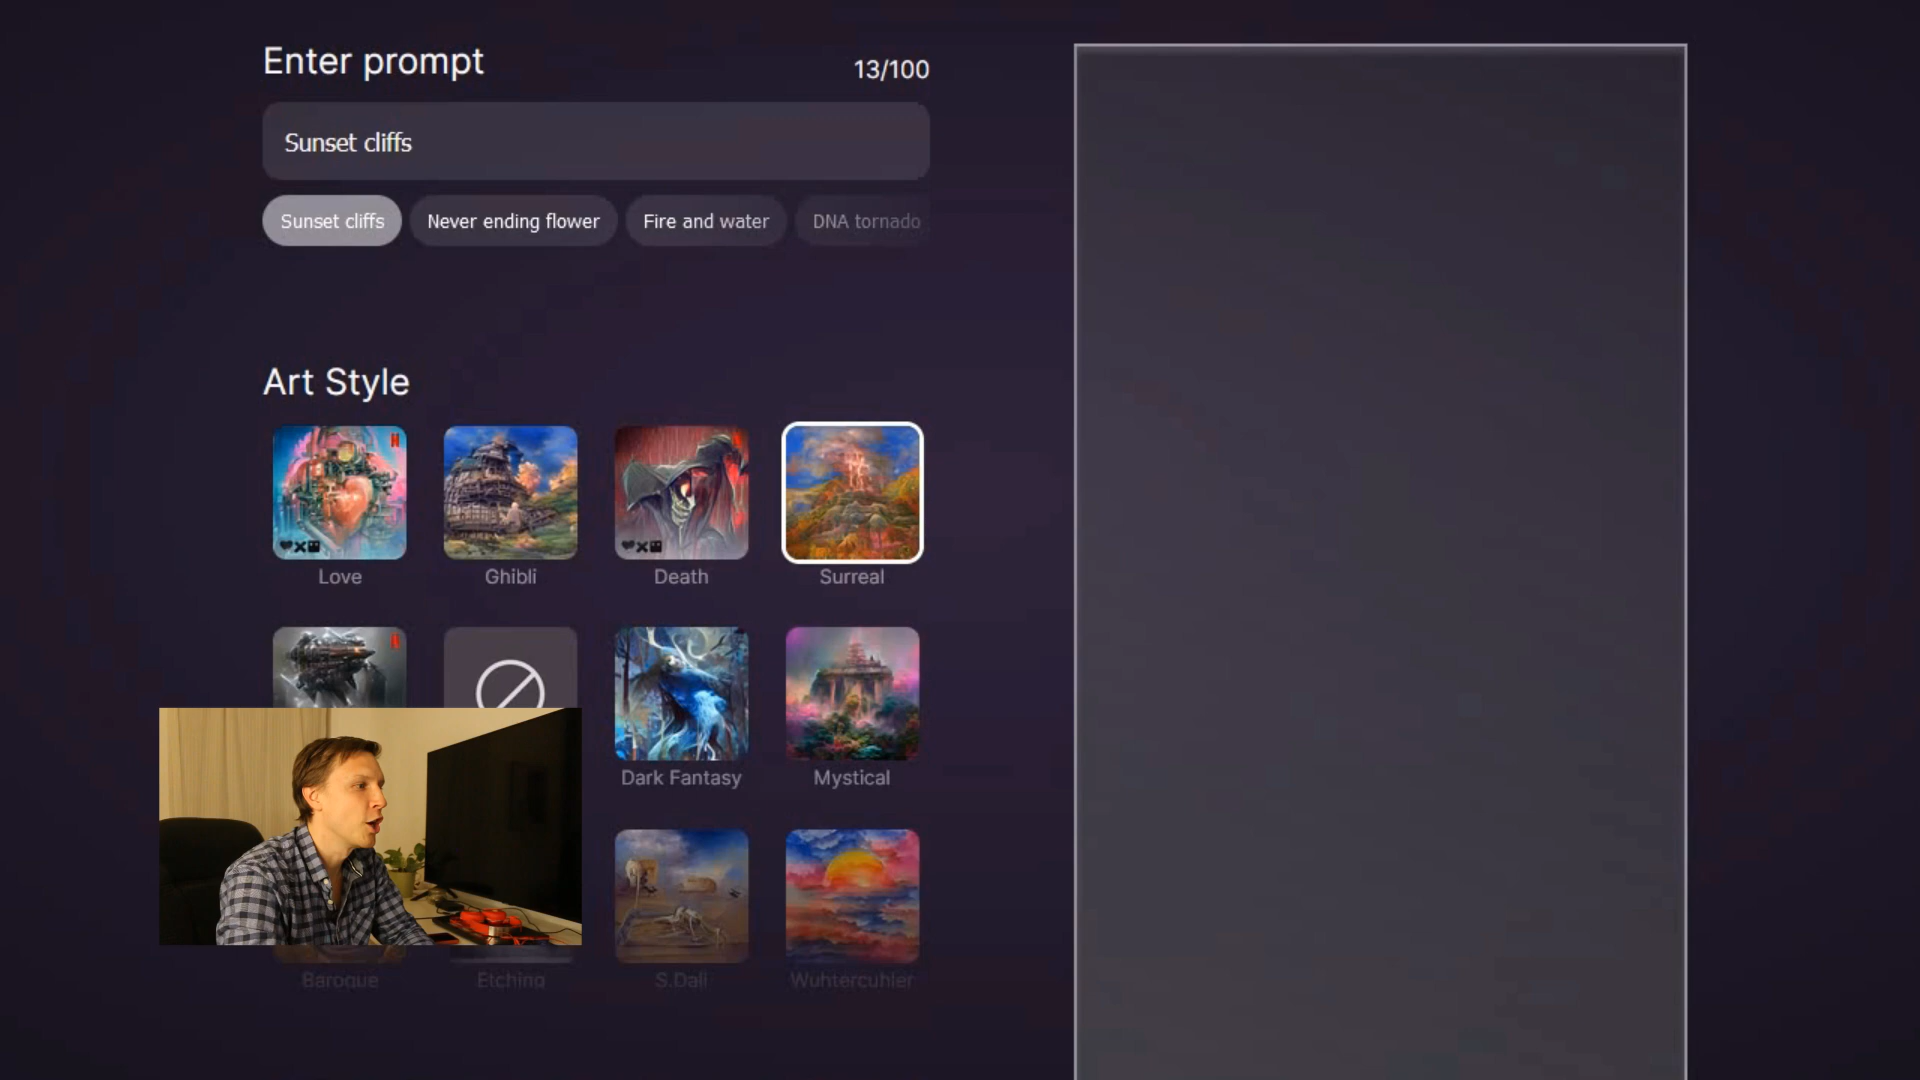 Enter prompt
13/100
Sunset cliffs
Sunset cliffs
Never ending flower
Fire and water
DNA tornado
Art Style
Love
Ghibli
Death
Surreal
Dark Fantasy
Mystical
Baroque
Etching
S.Dali
Wuhtercuhler